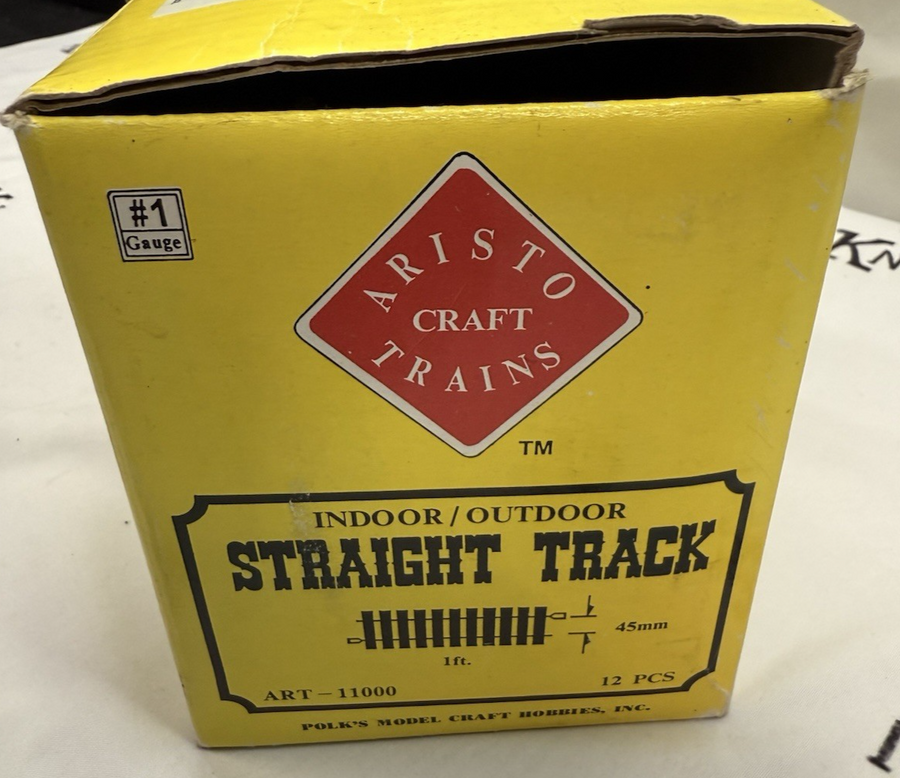 #1
Gauge
ARISTO
CRAFT
TRAINS
TM
INDOOR / OUTDOOR
STRAIGHT TRACK
45mm
1ft.
ART – 11000
12 PCS
POLK'S MODEL CRAFT HOBBIES, INC.